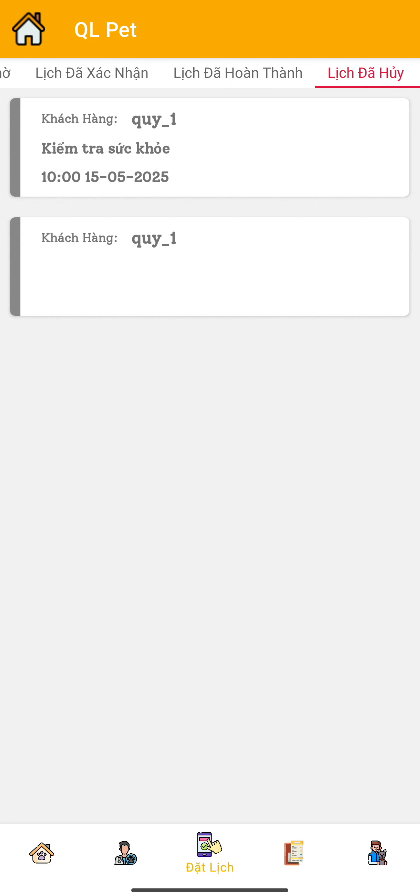 QL Pet
Lịch Đã Xác Nhận
Lịch Đã Hoàn Thành
Lịch Đã Hủy
Khách Hàng: quy_1
Kiểm tra sức khỏe
10:00 15-05-2025
Khách Hàng: quy_1
Đặt Lịch